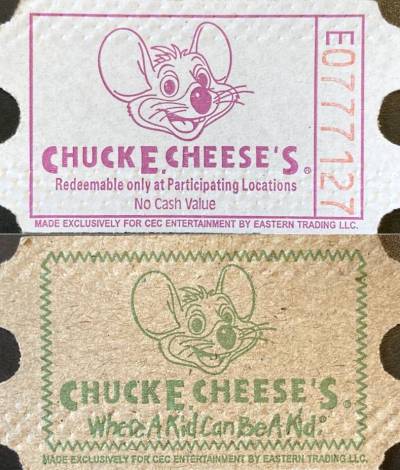 CHUCK E. CHEESE'S®
Redeemable only at Participating Locations
No Cash Value
E0777127
MADE EXCLUSIVELY FOR CEC ENTERTAINMENT BY EASTERN TRADING LLC.
CHUCK E. CHEESE'S®
Where A Kid Can Be A Kid®
MADE EXCLUSIVELY FOR CEC ENTERTAINMENT BY EASTERN TRADING LLC.